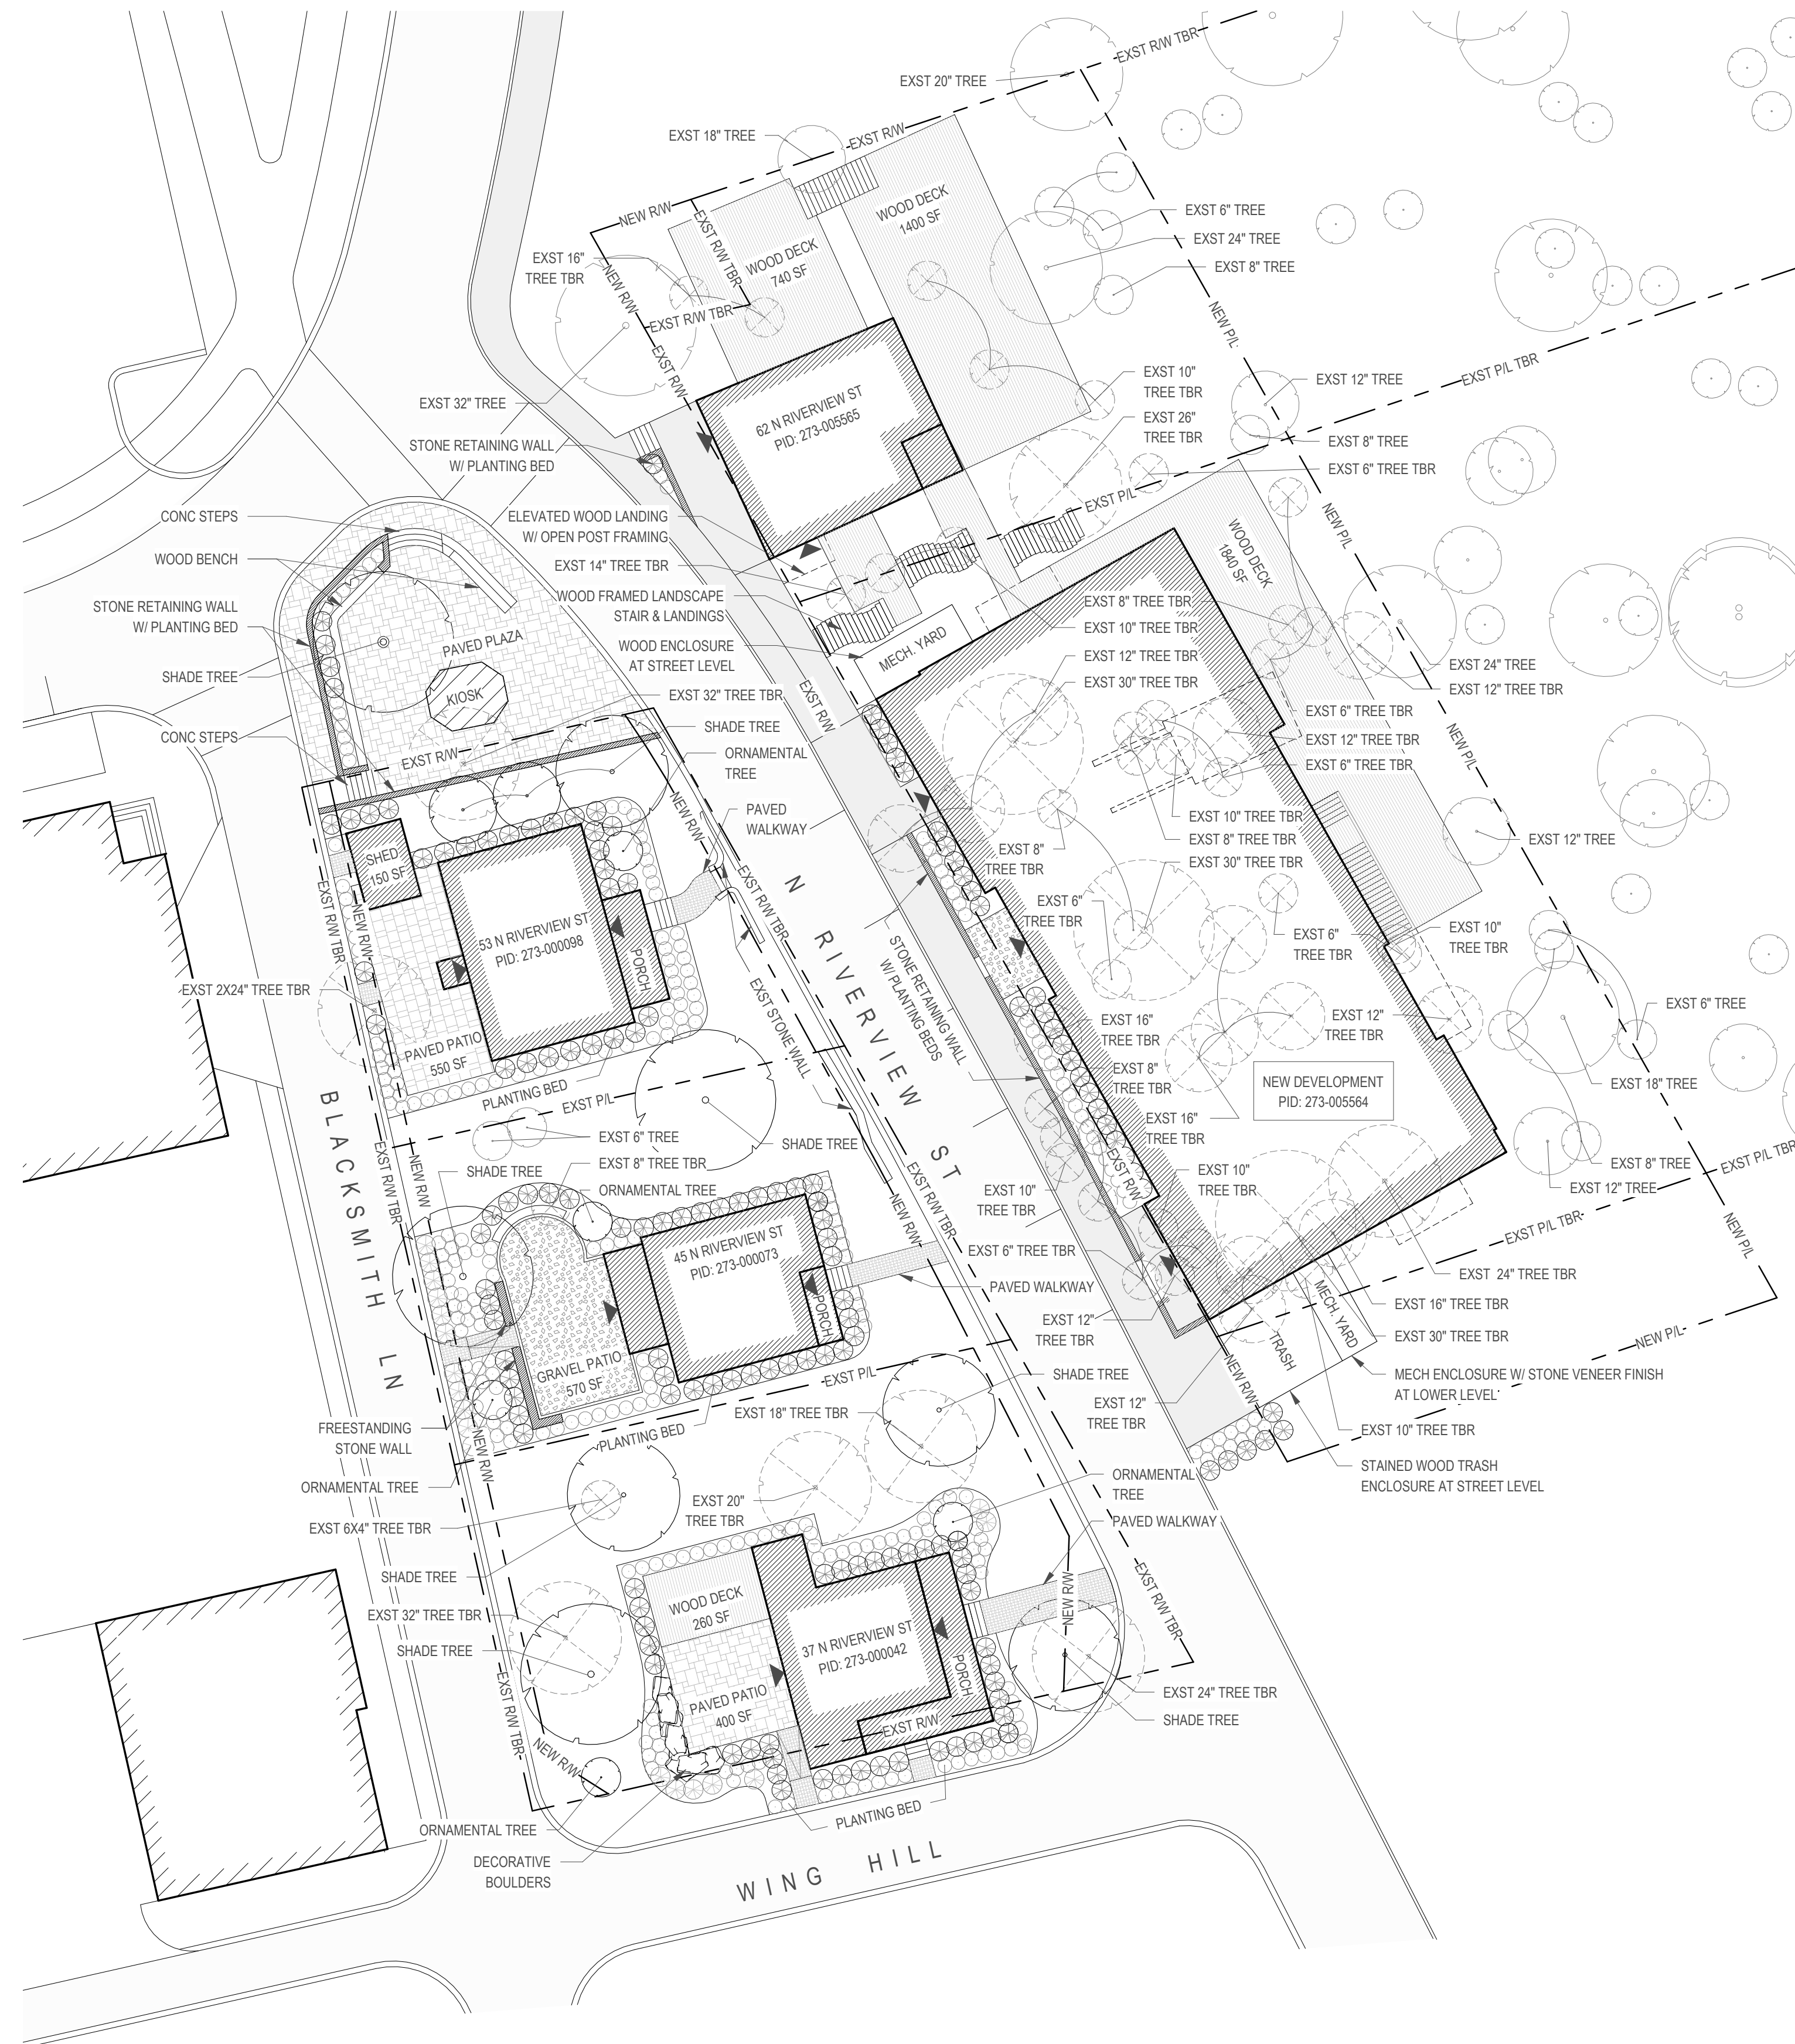 EXST R/W TBR
EXST 20" TREE
EXST 18" TREE
EXST R/W
NEW R/W
EXST R/W TBR
WOOD DECK
1400 SF
EXST 6" TREE
EXST 24" TREE
EXST 8" TREE
EXST 16"
TREE TBR
NEW R/W
WOOD DECK
740 SF
EXST R/W TBR
NEW P/L
EXST R/W
EXST P/L TBR
EXST 32" TREE
62 N RIVERVIEW ST
PID: 273-005565
EXST 10"
TREE TBR
EXST 12" TREE
EXST 26"
TREE TBR
EXST 8" TREE
EXST 6" TREE TBR
STONE RETAINING WALL
W/ PLANTING BED
EXST P/L
CONC STEPS
ELEVATED WOOD LANDING
W/ OPEN POST FRAMING
WOOD DECK
1840 SF
NEW P/L
WOOD BENCH
EXST 14" TREE TBR
STONE RETAINING WALL
W/ PLANTING BED
WOOD FRAMED LANDSCAPE
STAIR & LANDINGS
EXST 8" TREE TBR
EXST 10" TREE TBR
PAVED PLAZA
WOOD ENCLOSURE
AT STREET LEVEL
MECH. YARD
EXST 12" TREE TBR
EXST 24" TREE
SHADE TREE
KIOSK
EXST 32" TREE TBR
EXST R/W
EXST 30" TREE TBR
EXST 12" TREE TBR
EXST 6" TREE TBR
SHADE TREE
CONC STEPS
EXST R/W
ORNAMENTAL
TREE
EXST 12" TREE TBR
NEW P/L
EXST 6" TREE TBR
NEW R/W
PAVED
WALKWAY
EXST 10" TREE TBR
EXST 8" TREE TBR
EXST 12" TREE
EXST 8"
TREE TBR
EXST 30" TREE TBR
SHED
150 SF
EXST R/W TBR
NEW R/W
EXST R/W TBR
EXST 6"
TREE TBR
EXST 6"
TREE TBR
EXST 10"
TREE TBR
53 N RIVERVIEW ST
PID: 273-000098
PORCH
N RIVERVIEW ST
STONE RETAINING WALL
W/ PLANTING BEDS
EXST 2X24" TREE TBR
EXST STONE WALL
EXST 6" TREE
EXST 16"
TREE TBR
EXST 12"
TREE TBR
PAVED PATIO
550 SF
EXST 8"
TREE TBR
NEW DEVELOPMENT
PID: 273-005564
EXST 18" TREE
PLANTING BED
EXST P/L
BLACKSMITH LN
EXST 16"
TREE TBR
EXST 6" TREE
SHADE TREE
EXST R/W TBR
NEW R/W
SHADE TREE
EXST 8" TREE TBR
ORNAMENTAL TREE
EXST R/W
EXST 10"
TREE TBR
EXST 8" TREE
EXST P/L TBR
EXST 12" TREE
EXST 10"
TREE TBR
EXST R/W TBR
NEW R/W
NEW P/L
EXST P/L TBR
45 N RIVERVIEW ST
PID: 273-000073
EXST 6" TREE TBR
EXST 24" TREE TBR
PORCH
PAVED WALKWAY
EXST 16" TREE TBR
EXST 12"
TREE TBR
MECH. YARD
EXST 30" TREE TBR
TRASH
NEW P/L
GRAVEL PATIO
570 SF
EXST P/L
SHADE TREE
NEW R/W
MECH ENCLOSURE W/ STONE VENEER FINISH
AT LOWER LEVEL
EXST 12"
TREE TBR
EXST 18" TREE TBR
FREESTANDING
STONE WALL
PLANTING BED
EXST 10" TREE TBR
NEW R/W
ORNAMENTAL TREE
STAINED WOOD TRASH
ENCLOSURE AT STREET LEVEL
ORNAMENTAL
TREE
EXST 20"
TREE TBR
EXST 6X4" TREE TBR
PAVED WALKWAY
SHADE TREE
WOOD DECK
260 SF
NEW R/W
EXST R/W TBR
EXST 32" TREE TBR
SHADE TREE
37 N RIVERVIEW ST
PID: 273-000042
PORCH
EXST R/W TBR
PAVED PATIO
400 SF
EXST 24" TREE TBR
SHADE TREE
EXST R/W
NEW R/W
ORNAMENTAL TREE
PLANTING BED
DECORATIVE
BOULDERS
WING HILL